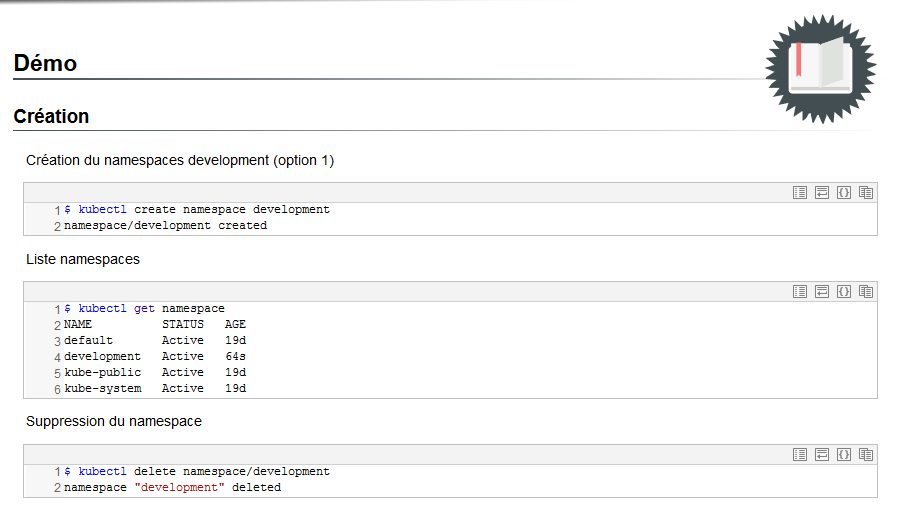 Démo
Création
Création du namespaces development (option 1)
1 $ kubectl create namespace development
2 namespace/development created
Liste namespaces
1 $ kubectl get namespace
2 NAME          STATUS   AGE
3 default       Active   19d
4 development   Active   64s
5 kube-public   Active   19d
6 kube-system   Active   19d
Suppression du namespace
1 $ kubectl delete namespace/development
2 namespace "development" deleted